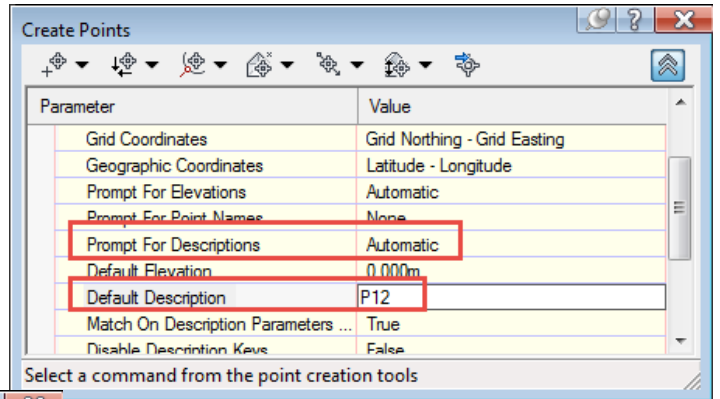 Create Points
Parameter Value
Grid Coordinates Grid Northing - Grid Easting
Geographic Coordinates Latitude - Longitude
Prompt For Elevations Automatic
Prompt For Point Names None
Prompt For Descriptions Automatic
Default Elevation 0.000m
Default Description P12
Match On Description Parameters ... True
Disable Description Keys False
Select a command from the point creation tools